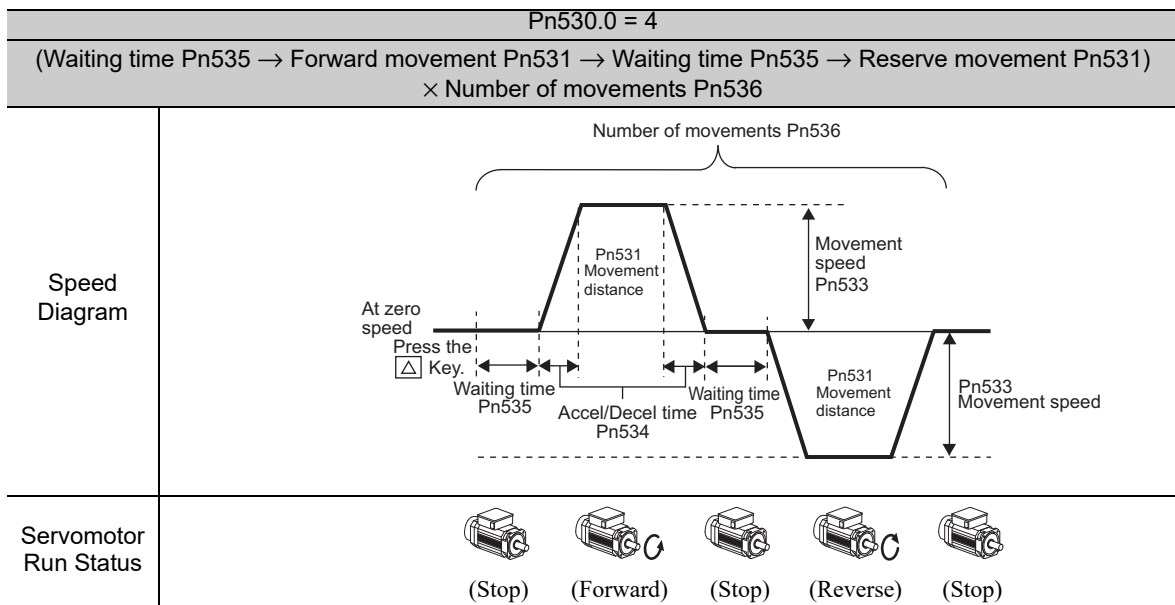 Pn530.0 = 4
(Waiting time Pn535 → Forward movement Pn531 → Waiting time Pn535 → Reserve movement Pn531)
× Number of movements Pn536
Speed
Diagram
Number of movements Pn536
Pn531
Movement
distance
Movement
speed
Pn533
At zero
speed
Press the
△ Key.
Waiting time
Pn535
Accel/Decel time
Pn534
Waiting time
Pn535
Pn531
Movement
distance
Pn533
Movement speed
Servomotor
Run Status
(Stop) (Forward) (Stop) (Reverse) (Stop)